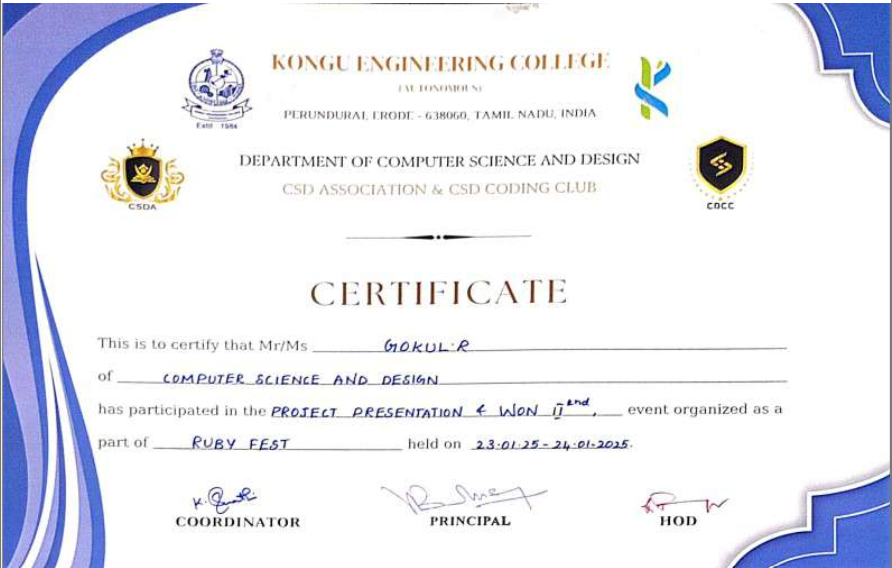 KONGU ENGINEERING COLLEGE
(AUTONOMOUS)
PERUNDURAI, ERODE - 638060, TAMIL NADU, INDIA
Estd 1984
DEPARTMENT OF COMPUTER SCIENCE AND DESIGN
CSD ASSOCIATION & CSD CODING CLUB
CSDA
CDCC
CERTIFICATE
This is to certify that Mr/Ms GOKUL.R
of COMPUTER SCIENCE AND DESIGN
has participated in the PROJECT PRESENTATION & WON II nd, event organized as a
part of RUBY FEST held on 23.01.25 - 24.01.2025.
COORDINATOR
PRINCIPAL
HOD